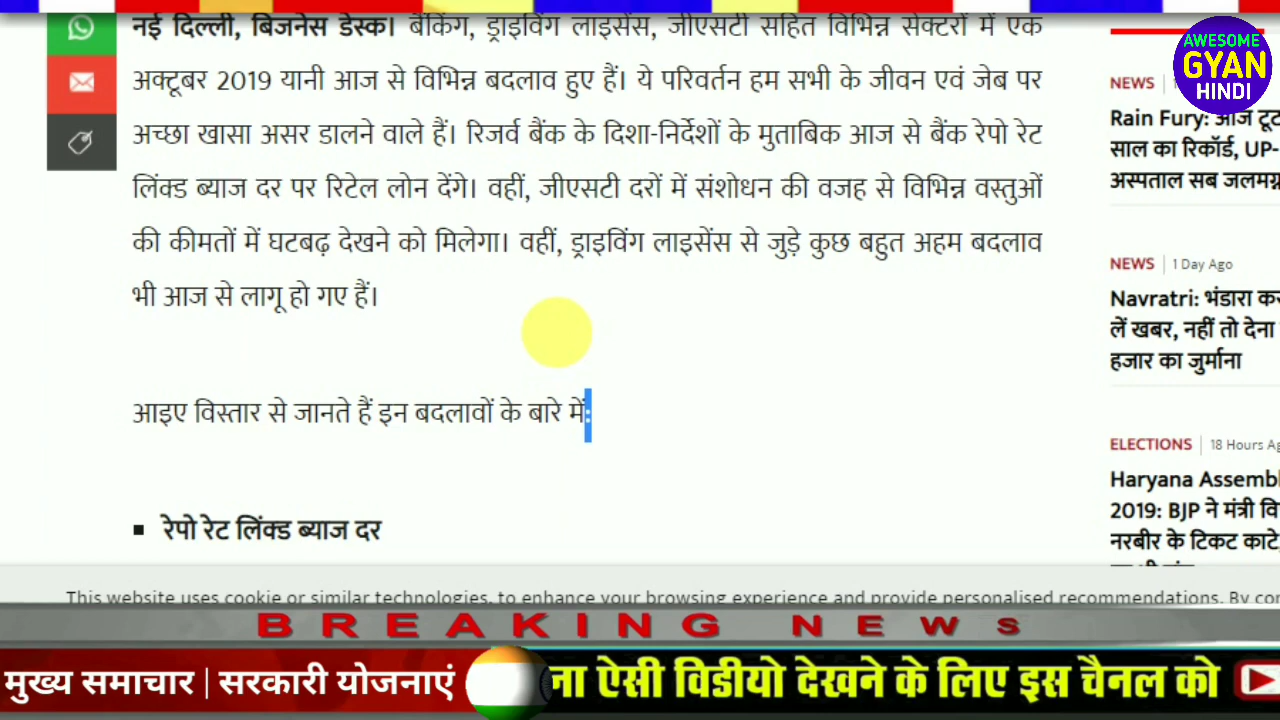 नई दिल्ली, बिजनेस डेस्क। बैंकिंग, ड्राइविंग लाइसेंस, जीएसटी सहित विभिन्न सेक्टरों में एक
अक्टूबर 2019 यानी आज से विभिन्न बदलाव हुए हैं। ये परिवर्तन हम सभी के जीवन एवं जेब पर
अच्छा खासा असर डालने वाले हैं। रिजर्व बैंक के दिशा-निर्देशों के मुताबिक आज से बैंक रेपो रेट
लिंक्ड ब्याज दर पर रिटेल लोन देंगे। वहीं, जीएसटी दरों में संशोधन की वजह से विभिन्न वस्तुओं
की कीमतों में घटबढ़ देखने को मिलेगा। वहीं, ड्राइविंग लाइसेंस से जुड़े कुछ बहुत अहम बदलाव
भी आज से लागू हो गए हैं।
आइए विस्तार से जानते हैं इन बदलावों के बारे में:
▪ रेपो रेट लिंक्ड ब्याज दर
AWESOME
GYAN
HINDI
NEWS
Rain Fury: आज टूट
साल का रिकॉर्ड, UP-
अस्पताल सब जलमग्न
NEWS | 1 Day Ago
Navratri: भंडारा कर
लें खबर, नहीं तो देना
हजार का जुर्माना
ELECTIONS | 18 Hours
Haryana
2019: BJP ने मंत्री
नरबीर के टिकट काटे,
This website uses cookie or similar technologies, to enhance your browsing experience and provide personalised recommendations. By
BREAKING NEWS
मुख्य समाचार | सरकारी योजनाएं
ना ऐसी विडीयो देखने के लिए इस चैनल को